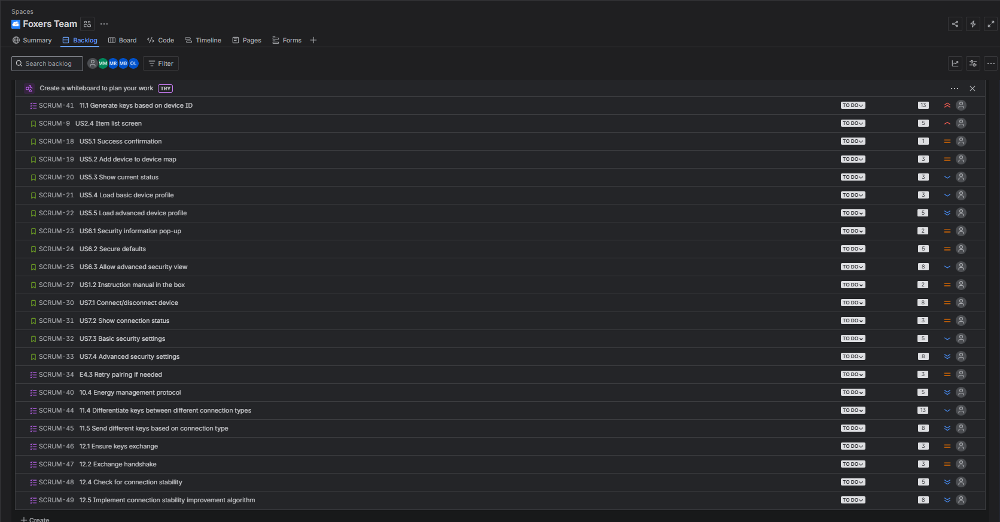 Spaces
Foxers Team
Summary Backlog Board Code Timeline Pages Forms
Search backlog MM MR MB OL Filter
Create a whiteboard to plan your work TRY
SCRUM-41 11.1 Generate keys based on device ID TO DO 13
SCRUM-9 US2.4 Item list screen TO DO 5
SCRUM-18 US5.1 Success confirmation TO DO 1
SCRUM-19 US5.2 Add device to device map TO DO 3
SCRUM-20 US5.3 Show current status TO DO 3
SCRUM-21 US5.4 Load basic device profile TO DO 3
SCRUM-22 US5.5 Load advanced device profile TO DO 5
SCRUM-23 US6.1 Security information pop-up TO DO 2
SCRUM-24 US6.2 Secure defaults TO DO 5
SCRUM-25 US6.3 Allow advanced security view TO DO 8
SCRUM-27 US1.2 Instruction manual in the box TO DO 2
SCRUM-30 US7.1 Connect/disconnect device TO DO 8
SCRUM-31 US7.2 Show connection status TO DO 3
SCRUM-32 US7.3 Basic security settings TO DO 5
SCRUM-33 US7.4 Advanced security settings TO DO 8
SCRUM-34 E4.3 Retry pairing if needed TO DO 3
SCRUM-40 10.4 Energy management protocol TO DO 5
SCRUM-44 11.4 Differentiate keys between different connection types TO DO 13
SCRUM-45 11.5 Send different keys based on connection type TO DO 8
SCRUM-46 12.1 Ensure keys exchange TO DO 3
SCRUM-47 12.2 Exchange handshake TO DO 3
SCRUM-48 12.4 Check for connection stability TO DO 5
SCRUM-49 12.5 Implement connection stability improvement algorithm TO DO 8
Create